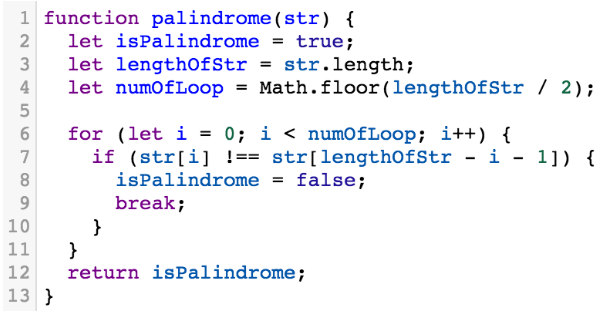 1 function palindrome(str) {
2   let isPalindrome = true;
3   let lengthOfStr = str.length;
4   let numOfLoop = Math.floor(lengthOfStr / 2);
5
6   for (let i = 0; i < numOfLoop; i++) {
7     if (str[i] !== str[lengthOfStr - i - 1]) {
8       isPalindrome = false;
9       break;
10     }
11   }
12   return isPalindrome;
13 }